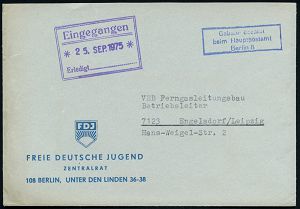 Eingegangen
* 25. SEP. 1975 *
Erledigt
Gebühr bezahlt
beim Hauptpostamt
Berlin 8
VEB Ferngasleitungsbau
Betriebsleiter
7123 Engelsdorf/Leipzig
Hans-Weigel-Str. 2
FDJ
FREIE DEUTSCHE JUGEND
ZENTRALRAT
108 BERLIN, UNTER DEN LINDEN 36-38